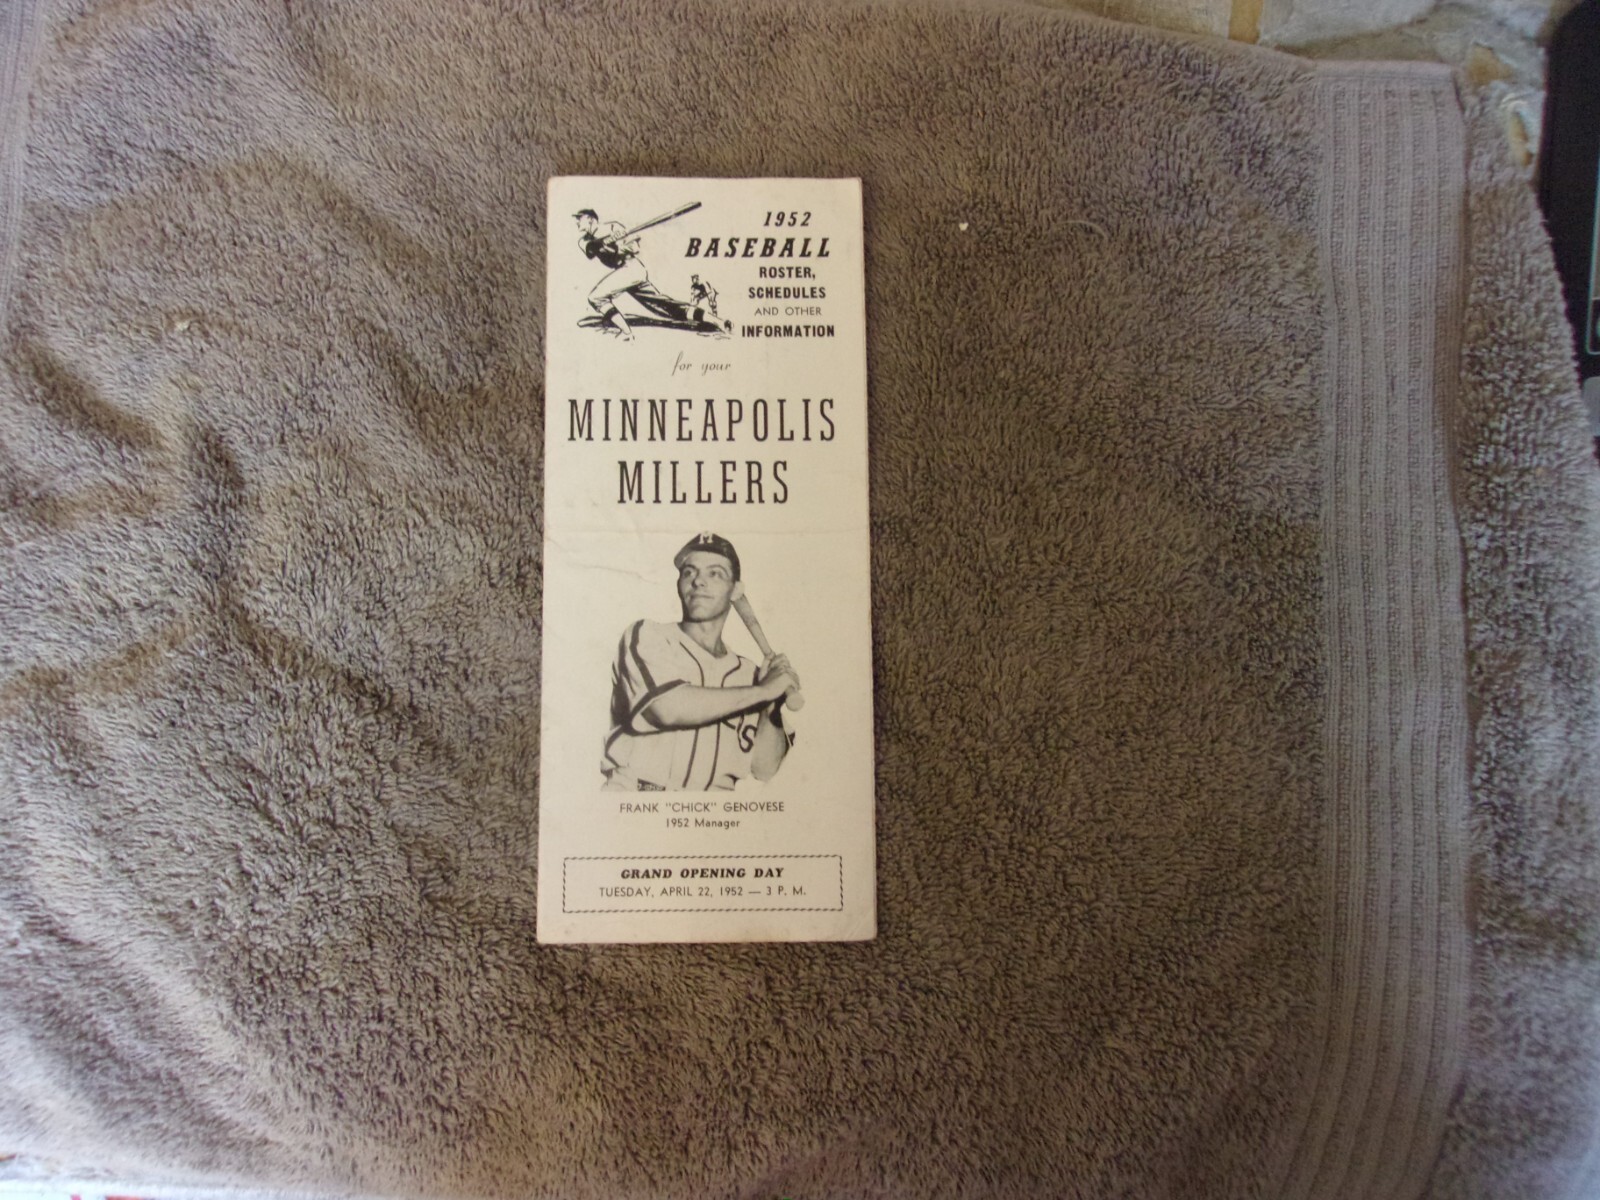 1952
BASEBALL
ROSTER,
SCHEDULES
AND OTHER
INFORMATION
for your
MINNEAPOLIS
MILLERS
M
RS
FRANK "CHICK" GENOVESE
1952 Manager
GRAND OPENING DAY
TUESDAY, APRIL 22, 1952 — 3 P. M.